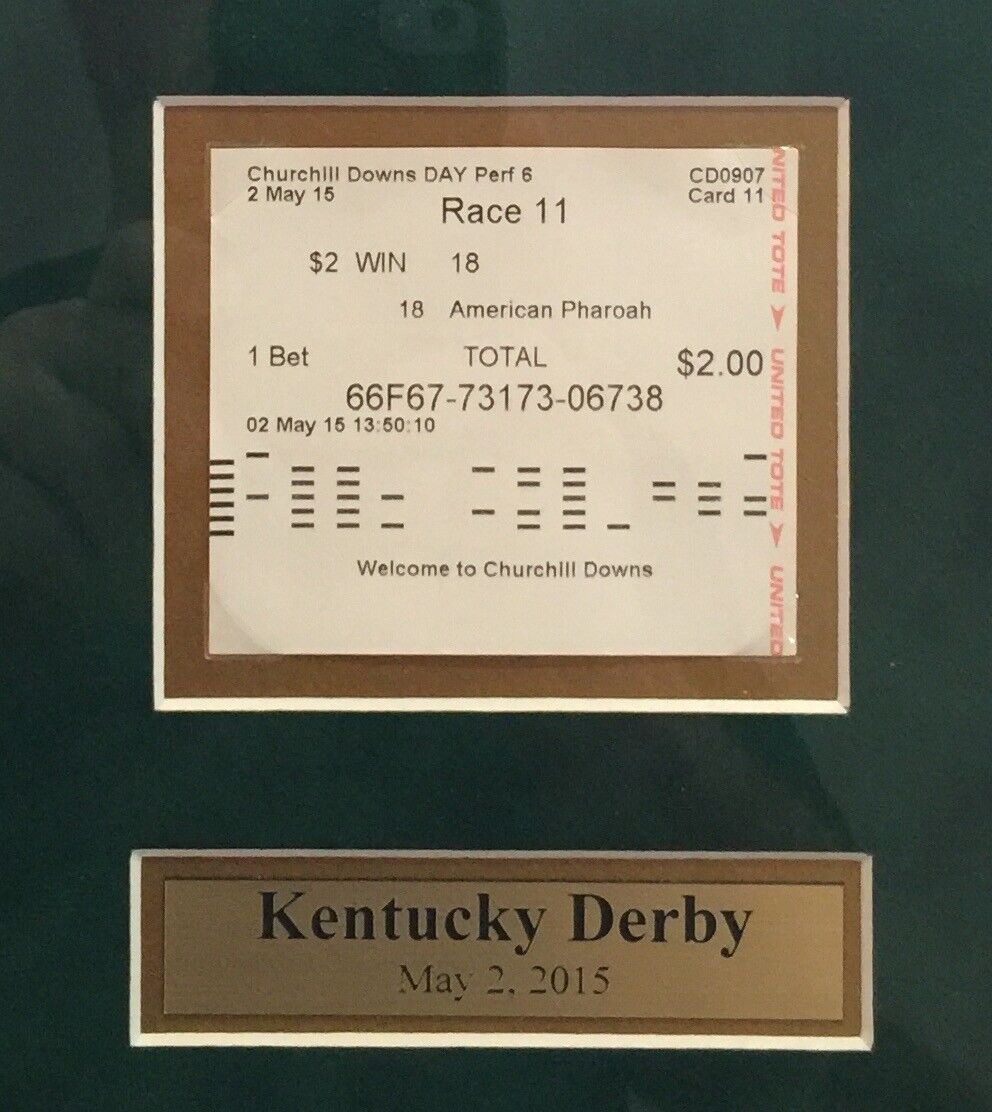 Churchill Downs DAY Perf 6 CD0907
2 May 15 Card 11
Race 11
$2 WIN 18
18 American Pharoah
1 Bet TOTAL $2.00
66F67-73173-06738
02 May 15 13:50:10
Welcome to Churchill Downs
NITED TOTE UNITED TOTE UNITED
Kentucky Derby
May 2, 2015